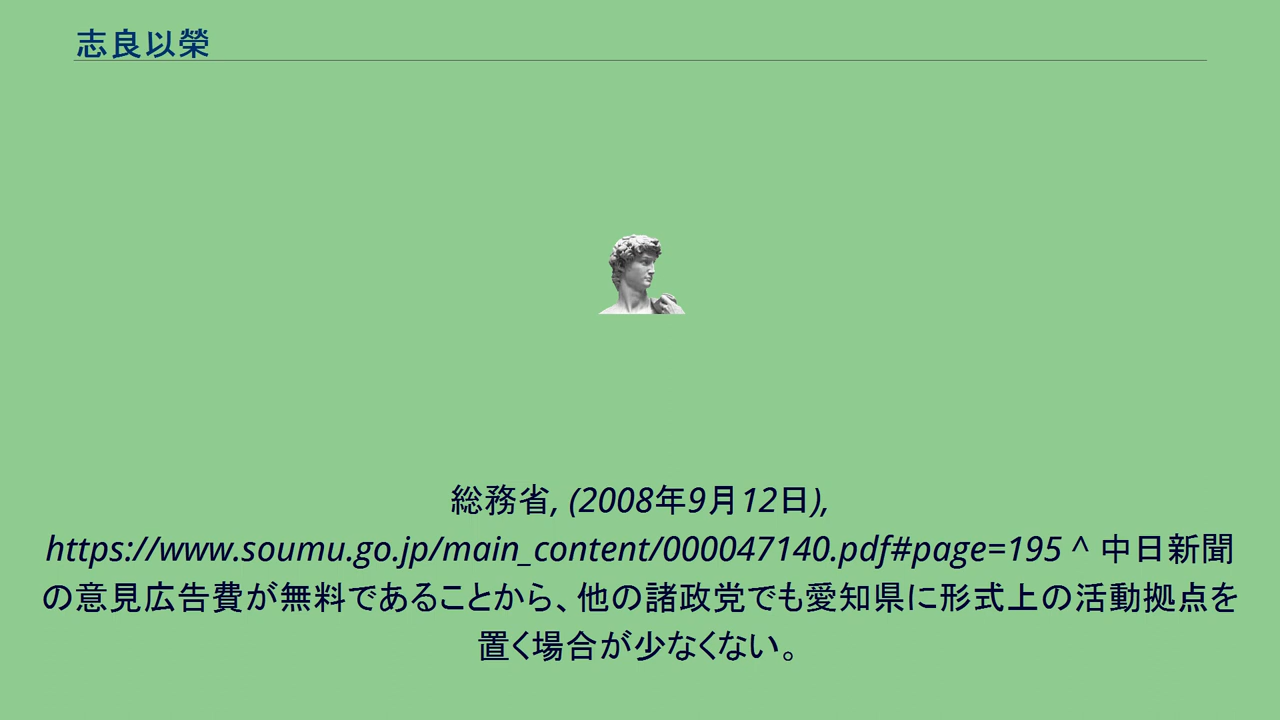 志良以榮
総務省, (2008年9月12日),
https://www.soumu.go.jp/main_content/000047140.pdf#page=195 ^ 中日新聞
の意見広告費が無料であることから、他の諸政党でも愛知県に形式上の活動拠点を
置く場合が少なくない。